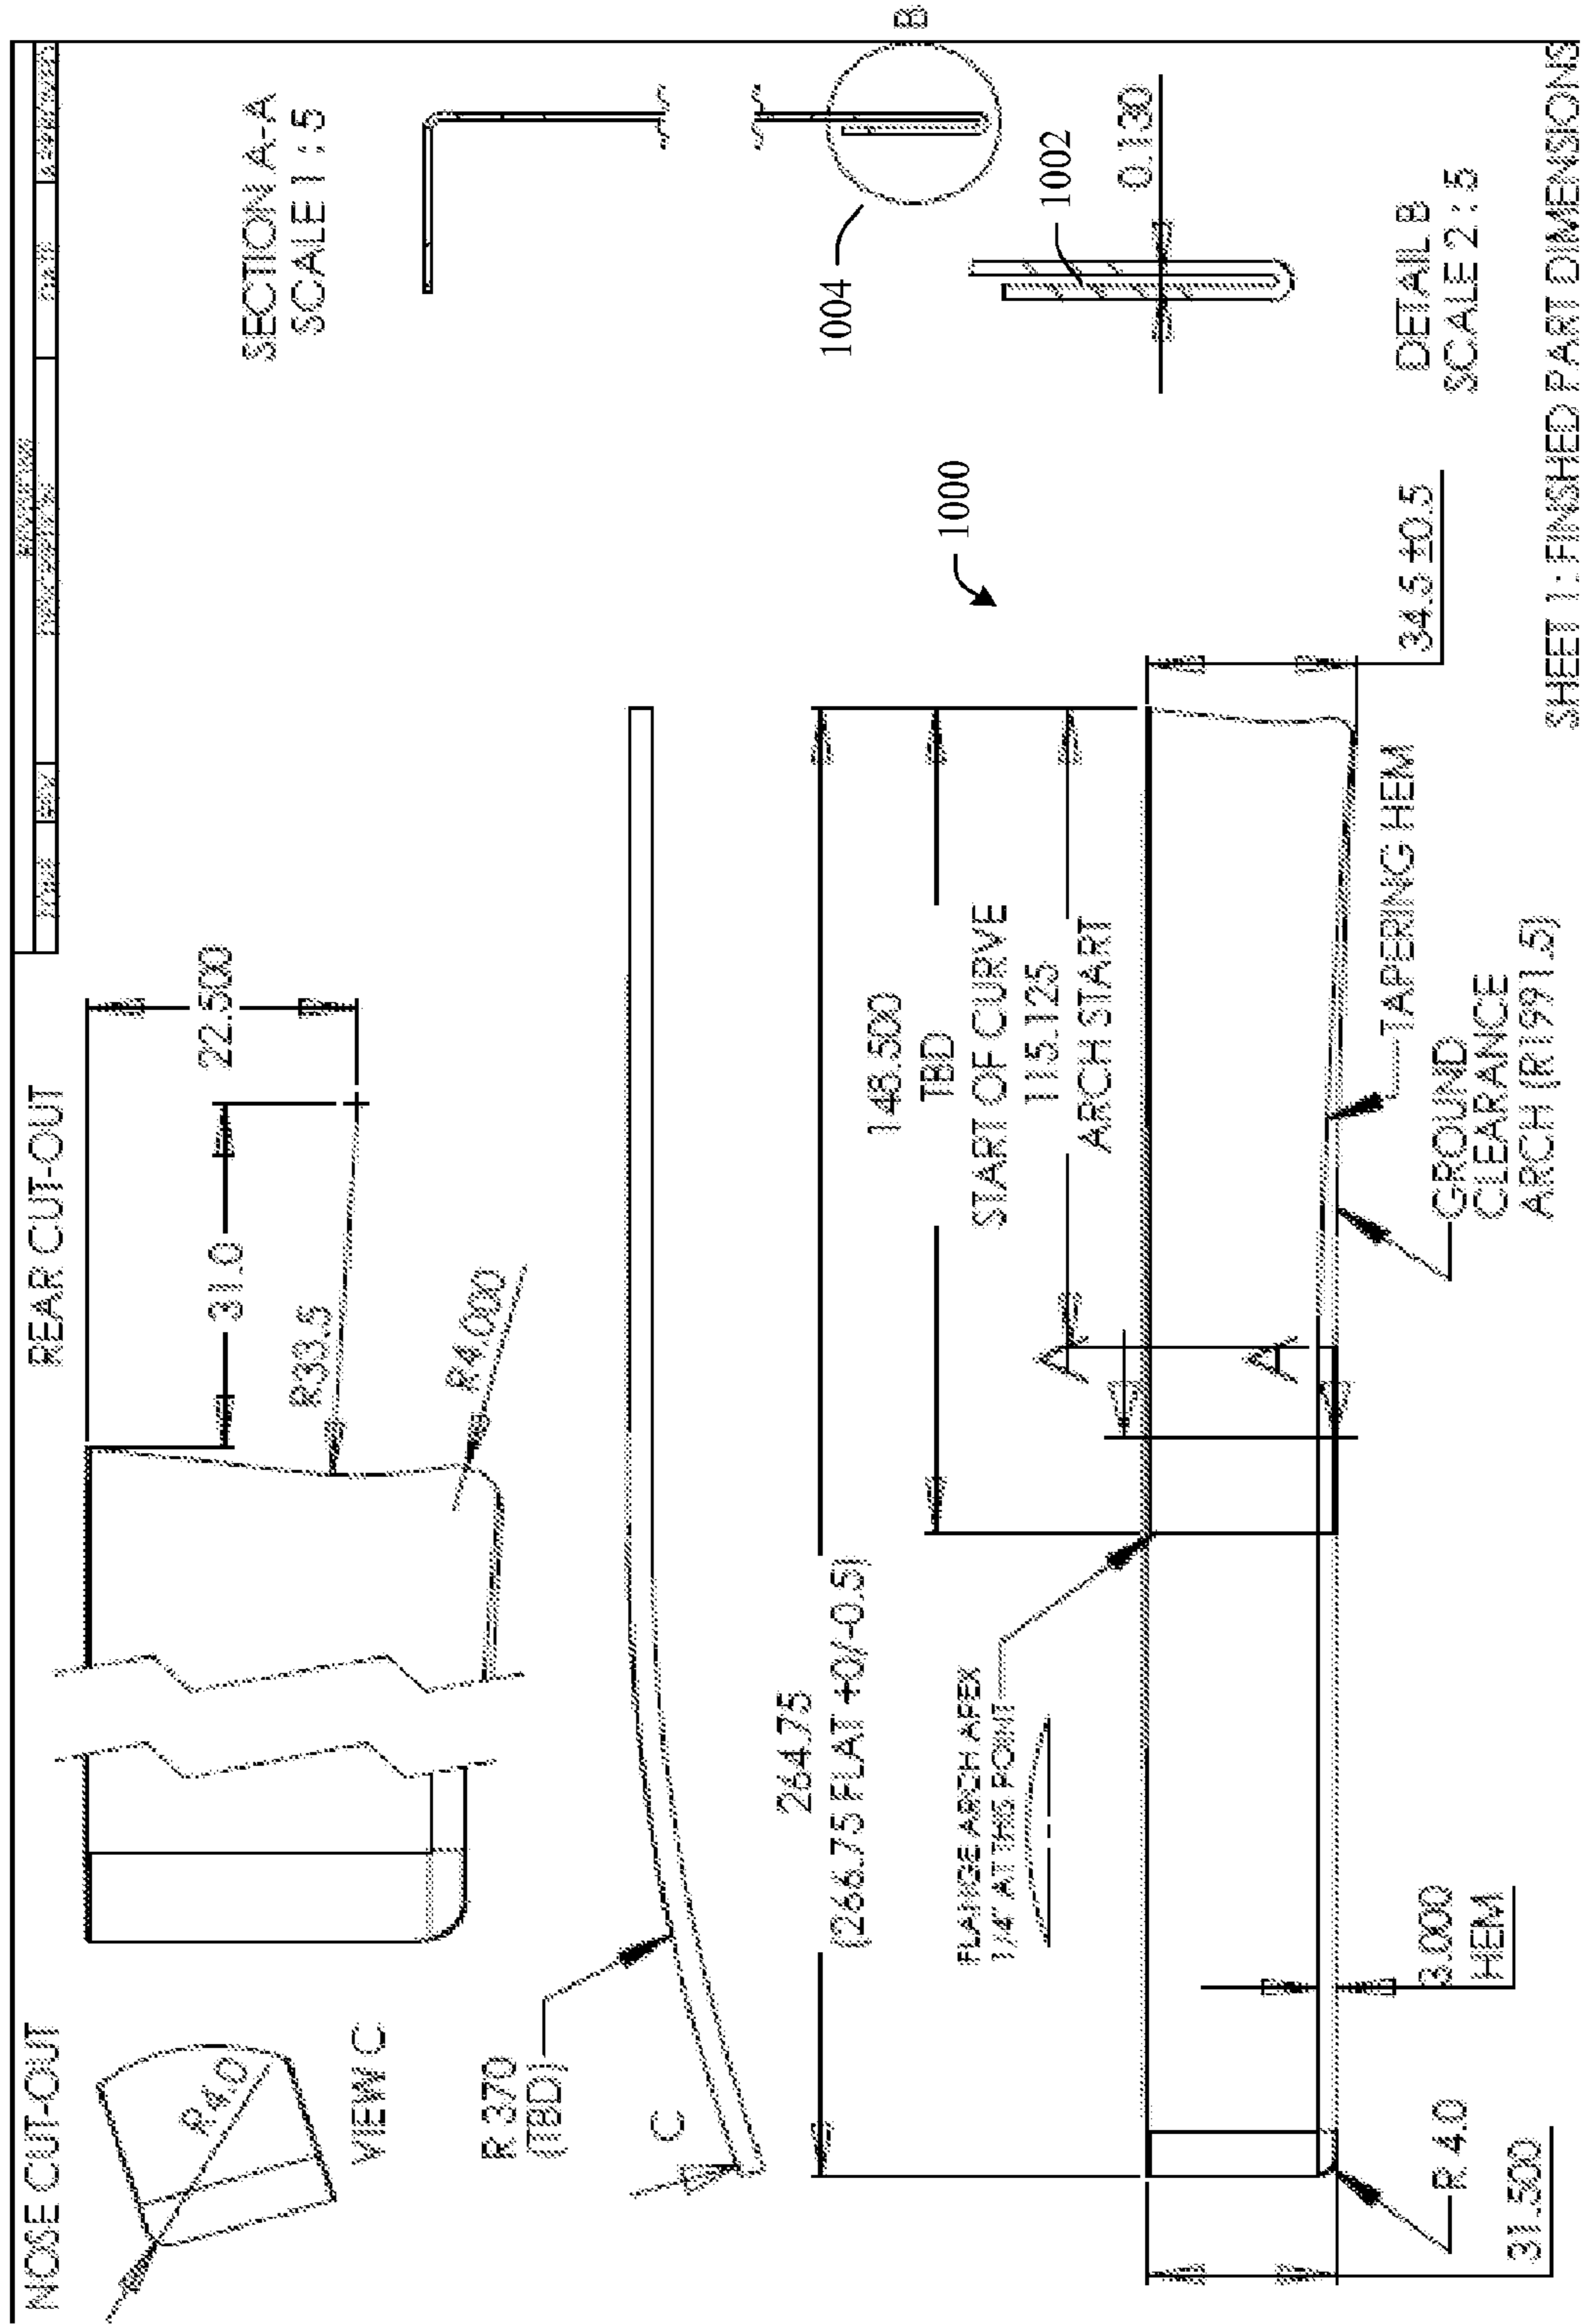 NOSE CUT-OUT
R4.0
VIEW C
REAR CUT-OUT
22.500
31.0
R33.5
R4.000
SECTION A-A
SCALE 1 : 5
B
1004
1002
0.130
DETAIL B
SCALE 2 : 5
R 370
(TBD)
C
1000
264.75
(266.75 FLAT +0/-0.5)
148.500
TBD
START OF CURVE
115.125
ARCH START
FLANGE ARCH APEX
1/4" AT THIS POINT
A
A
34.5 ±0.5
TAPERING HEM
GROUND
CLEARANCE
ARCH (R1991.5)
3.000
HEM
R 4.0
31.500
SHEET 1 : FINISHED PART DIMENSIONS